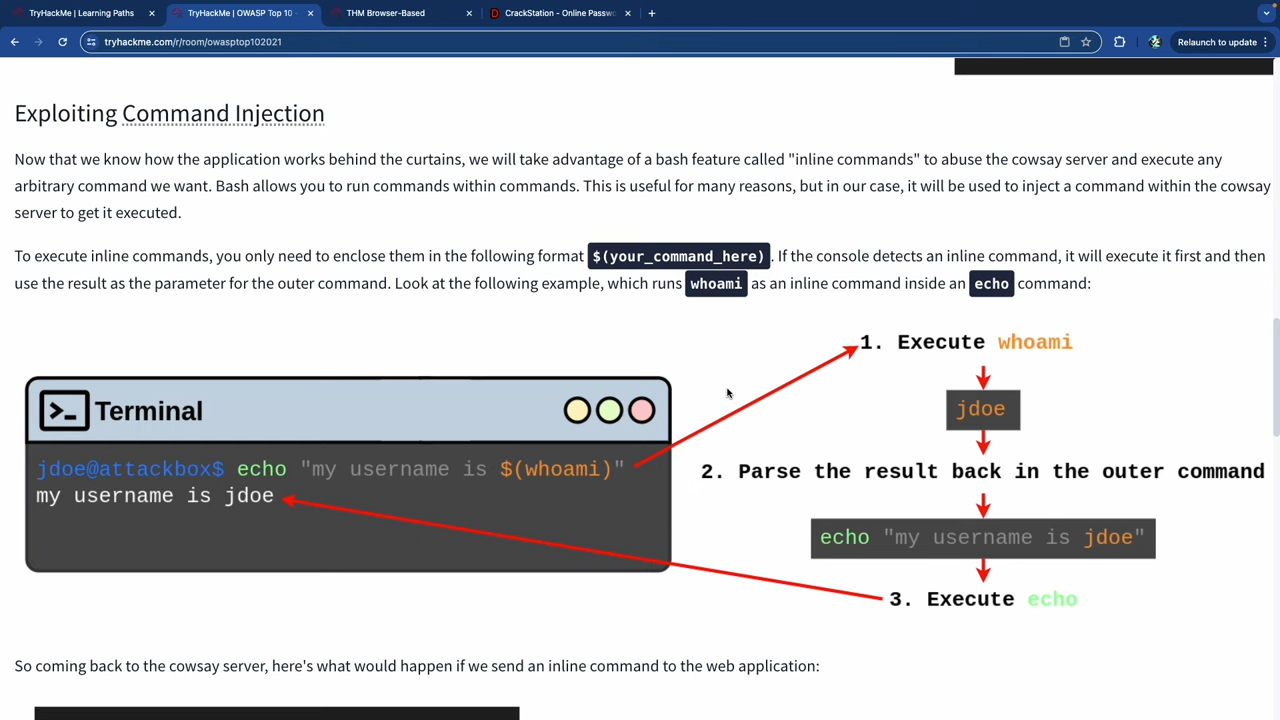 TryHackMe | Learning Paths
TryHackMe | OWASP Top 10 -
THM Browser-Based
CrackStation - Online Passwo
tryhackme.com/r/room/owasptop102021
Relaunch to update
Exploiting Command Injection
Now that we know how the application works behind the curtains, we will take advantage of a bash feature called "inline commands" to abuse the cowsay server and execute any
arbitrary command we want. Bash allows you to run commands within commands. This is useful for many reasons, but in our case, it will be used to inject a command within the cowsay
server to get it executed.
To execute inline commands, you only need to enclose them in the following format $(your_command_here). If the console detects an inline command, it will execute it first and then
use the result as the parameter for the outer command. Look at the following example, which runs whoami as an inline command inside an echo command:
1. Execute whoami
jdoe
2. Parse the result back in the outer command
echo "my username is jdoe"
3. Execute echo
>_ Terminal
jdoe@attackbox$ echo "my username is $(whoami)"
my username is jdoe
So coming back to the cowsay server, here's what would happen if we send an inline command to the web application: